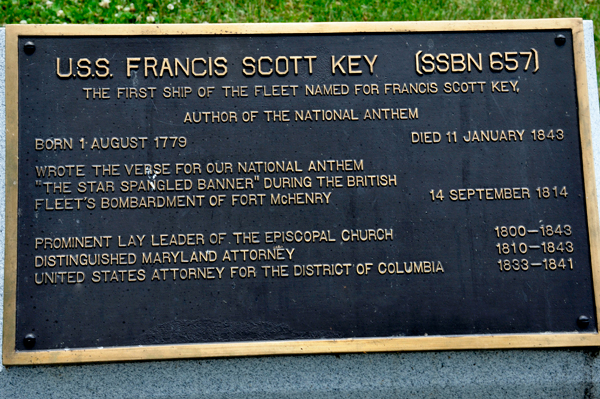 U.S.S. FRANCIS SCOTT KEY (SSBN 657)
THE FIRST SHIP OF THE FLEET NAMED FOR FRANCIS SCOTT KEY,
AUTHOR OF THE NATIONAL ANTHEM
BORN 1 AUGUST 1779 DIED 11 JANUARY 1843
WROTE THE VERSE FOR OUR NATIONAL ANTHEM
"THE STAR SPANGLED BANNER" DURING THE BRITISH
FLEET'S BOMBARDMENT OF FORT McHENRY 14 SEPTEMBER 1814
PROMINENT LAY LEADER OF THE EPISCOPAL CHURCH 1800–1843
DISTINGUISHED MARYLAND ATTORNEY 1810–1843
UNITED STATES ATTORNEY FOR THE DISTRICT OF COLUMBIA 1833–1841